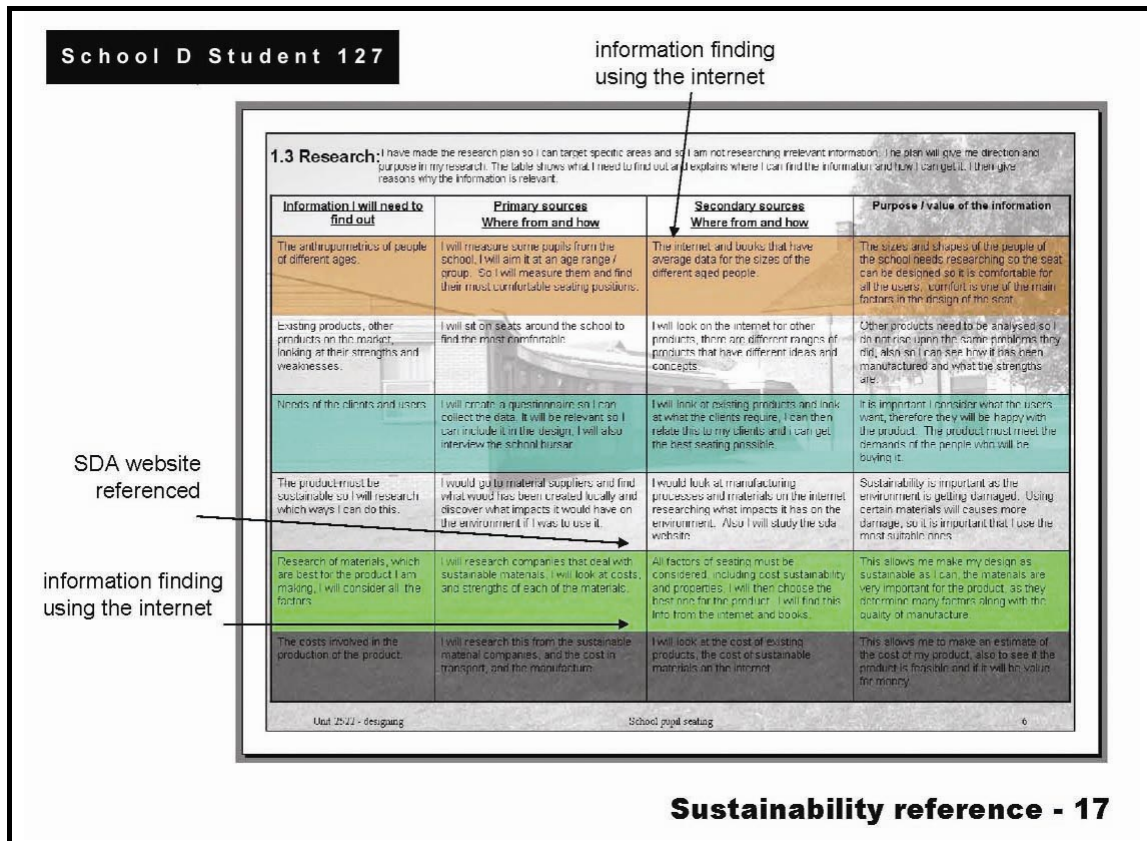 School D Student 127
information finding
using the internet
1.3 Research: I have made the research plan so I can target specific areas and so I am not researching irrelevant information. The plan will give me direction and
purpose in my research. The table shows what I need to find out and explains where I can find the information and how I can get it. I then give
reasons why the information is relevant.
Information I will need to
find out
Primary sources
Where from and how
Secondary sources
Where from and how
Purpose / value of the information
The anthropometrics of people
of different ages.
I will measure some pupils from the
school, I will aim it at an age range /
group. So I will measure them and find
their most comfortable seating positions.
The internet and books that have
average data for the sizes of the
different aged people.
The sizes and shapes of the people of
the school needs researching so the seat
can be designed so it is comfortable for
all the users, comfort is one of the main
factors in the design of the seat.
Existing products, other
products on the market,
looking at their strengths and
weaknesses.
I will sit on seats around the school to
find the most comfortable.
I will look on the internet for other
products, there are different ranges of
products that have different ideas and
concepts.
Other products need to be analysed so I
do not rise upon the same problems they
did, also so I can see how it has been
manufactured and what the strengths
are.
Needs of the clients and users
I will create a questionnaire so I can
collect the data. It will be relevant so I
can include it in the design, I will also
interview the school bursar.
I will look at existing products and look
at what the clients require, I can then
relate this to my clients and i can get
the best seating possible.
It is important I consider what the users
want, therefore they will be happy with
the product. The product must meet the
demands of the people who will be
buying it.
SDA website
referenced
The product must be
sustainable so I will research
which ways I can do this.
I would go to material suppliers and find
what wood has been created locally and
discover what impacts it would have on
the environment if I was to use it.
I would look at manufacturing
processes and materials on the internet
researching what impacts it has on the
environment. Also I will study the sda
website
Sustainability is important as the
environment is getting damaged. Using
certain materials will causes more
damage, so it is important that I use the
most suitable ones.
information finding
using the internet
Research of materials, which
are best for the product I am
making, I will consider all the
factors.
I will research companies that deal with
sustainable materials, I will look at costs,
and strengths of each of the materials.
All factors of seating must be
considered, including cost sustainability
and properties, I will then choose the
best one for the product. I will find this
info from the internet and books.
This allows me make my design as
sustainable as I can, the materials are
very important for the product, as they
determine many factors along with the
quality of manufacture.
The costs involved in the
production of the product.
I will research this from the sustainable
material companies, and the cost in
transport, and the manufacture.
I will look at the cost of existing
products, the cost of sustainable
materials on the internet
This allows me to make an estimate of
the cost of my product, also to see if the
product is feasible and if it will be value
for money.
Unit 2522 - designing
School pupil seating
6
Sustainability reference - 17